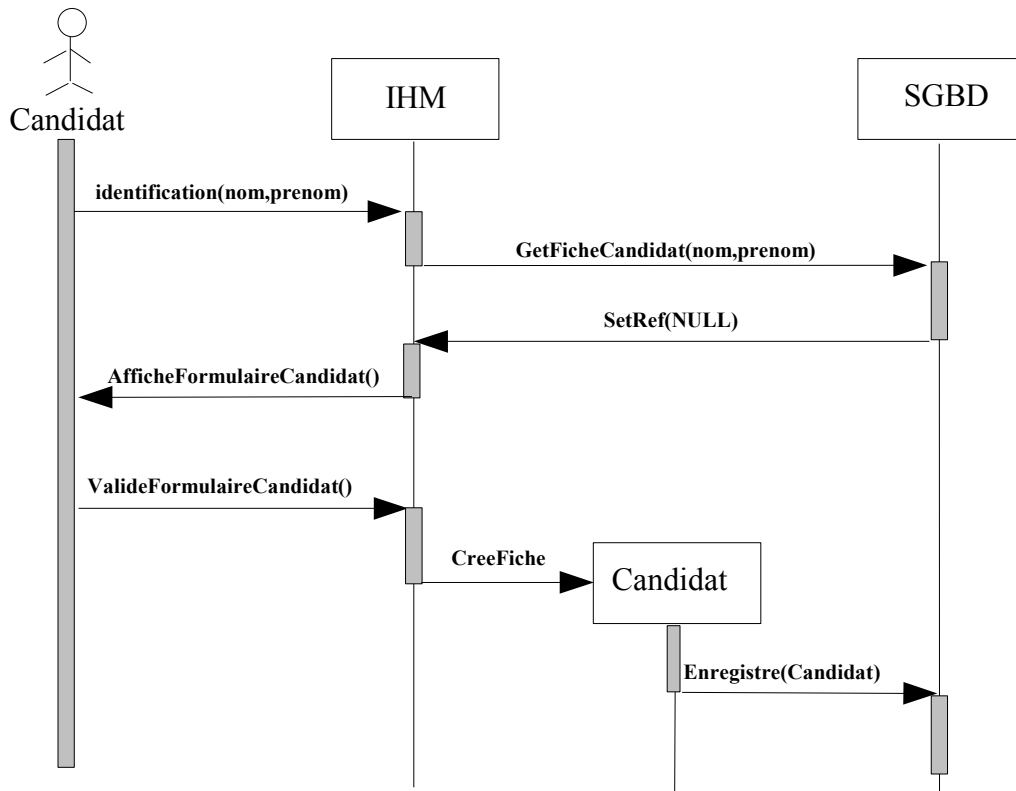 IHM
SGBD
Candidat
identification(nom,prenom)
GetFicheCandidat(nom,prenom)
SetRef(NULL)
AfficheFormulaireCandidat()
ValideFormulaireCandidat()
CreeFiche
Candidat
Enregistre(Candidat)